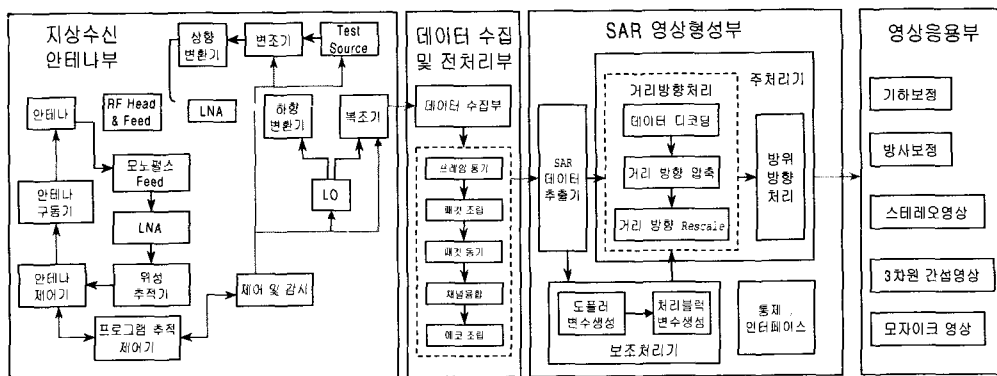 지상수신
안테나부
상향
변환기
변조기
Test
Source
RF Head
& Feed
LNA
안테나
하향
변환기
복조기
모노펄스
Feed
안테나
구동기
LNA
LO
안테나
제어기
위성
추적기
제어 및 감시
프로그램 추적
제어기
데이터 수집
및 전처리부
데이터 수집부
프레임 동기
패킷 조립
패킷 동기
채널융합
에코 조립
SAR 영상형성부
주처리기
거리방향처리
데이터 디코딩
거리 방향 압축
거리 방향 Rescale
SAR
데이터
추출기
방위
방향
처리
도플러
변수생성
처리블럭
변수생성
보조처리기
통제
인터페이스
영상응용부
기하보정
방사보정
스테레오영상
3차원 간섭영상
모자이크 영상